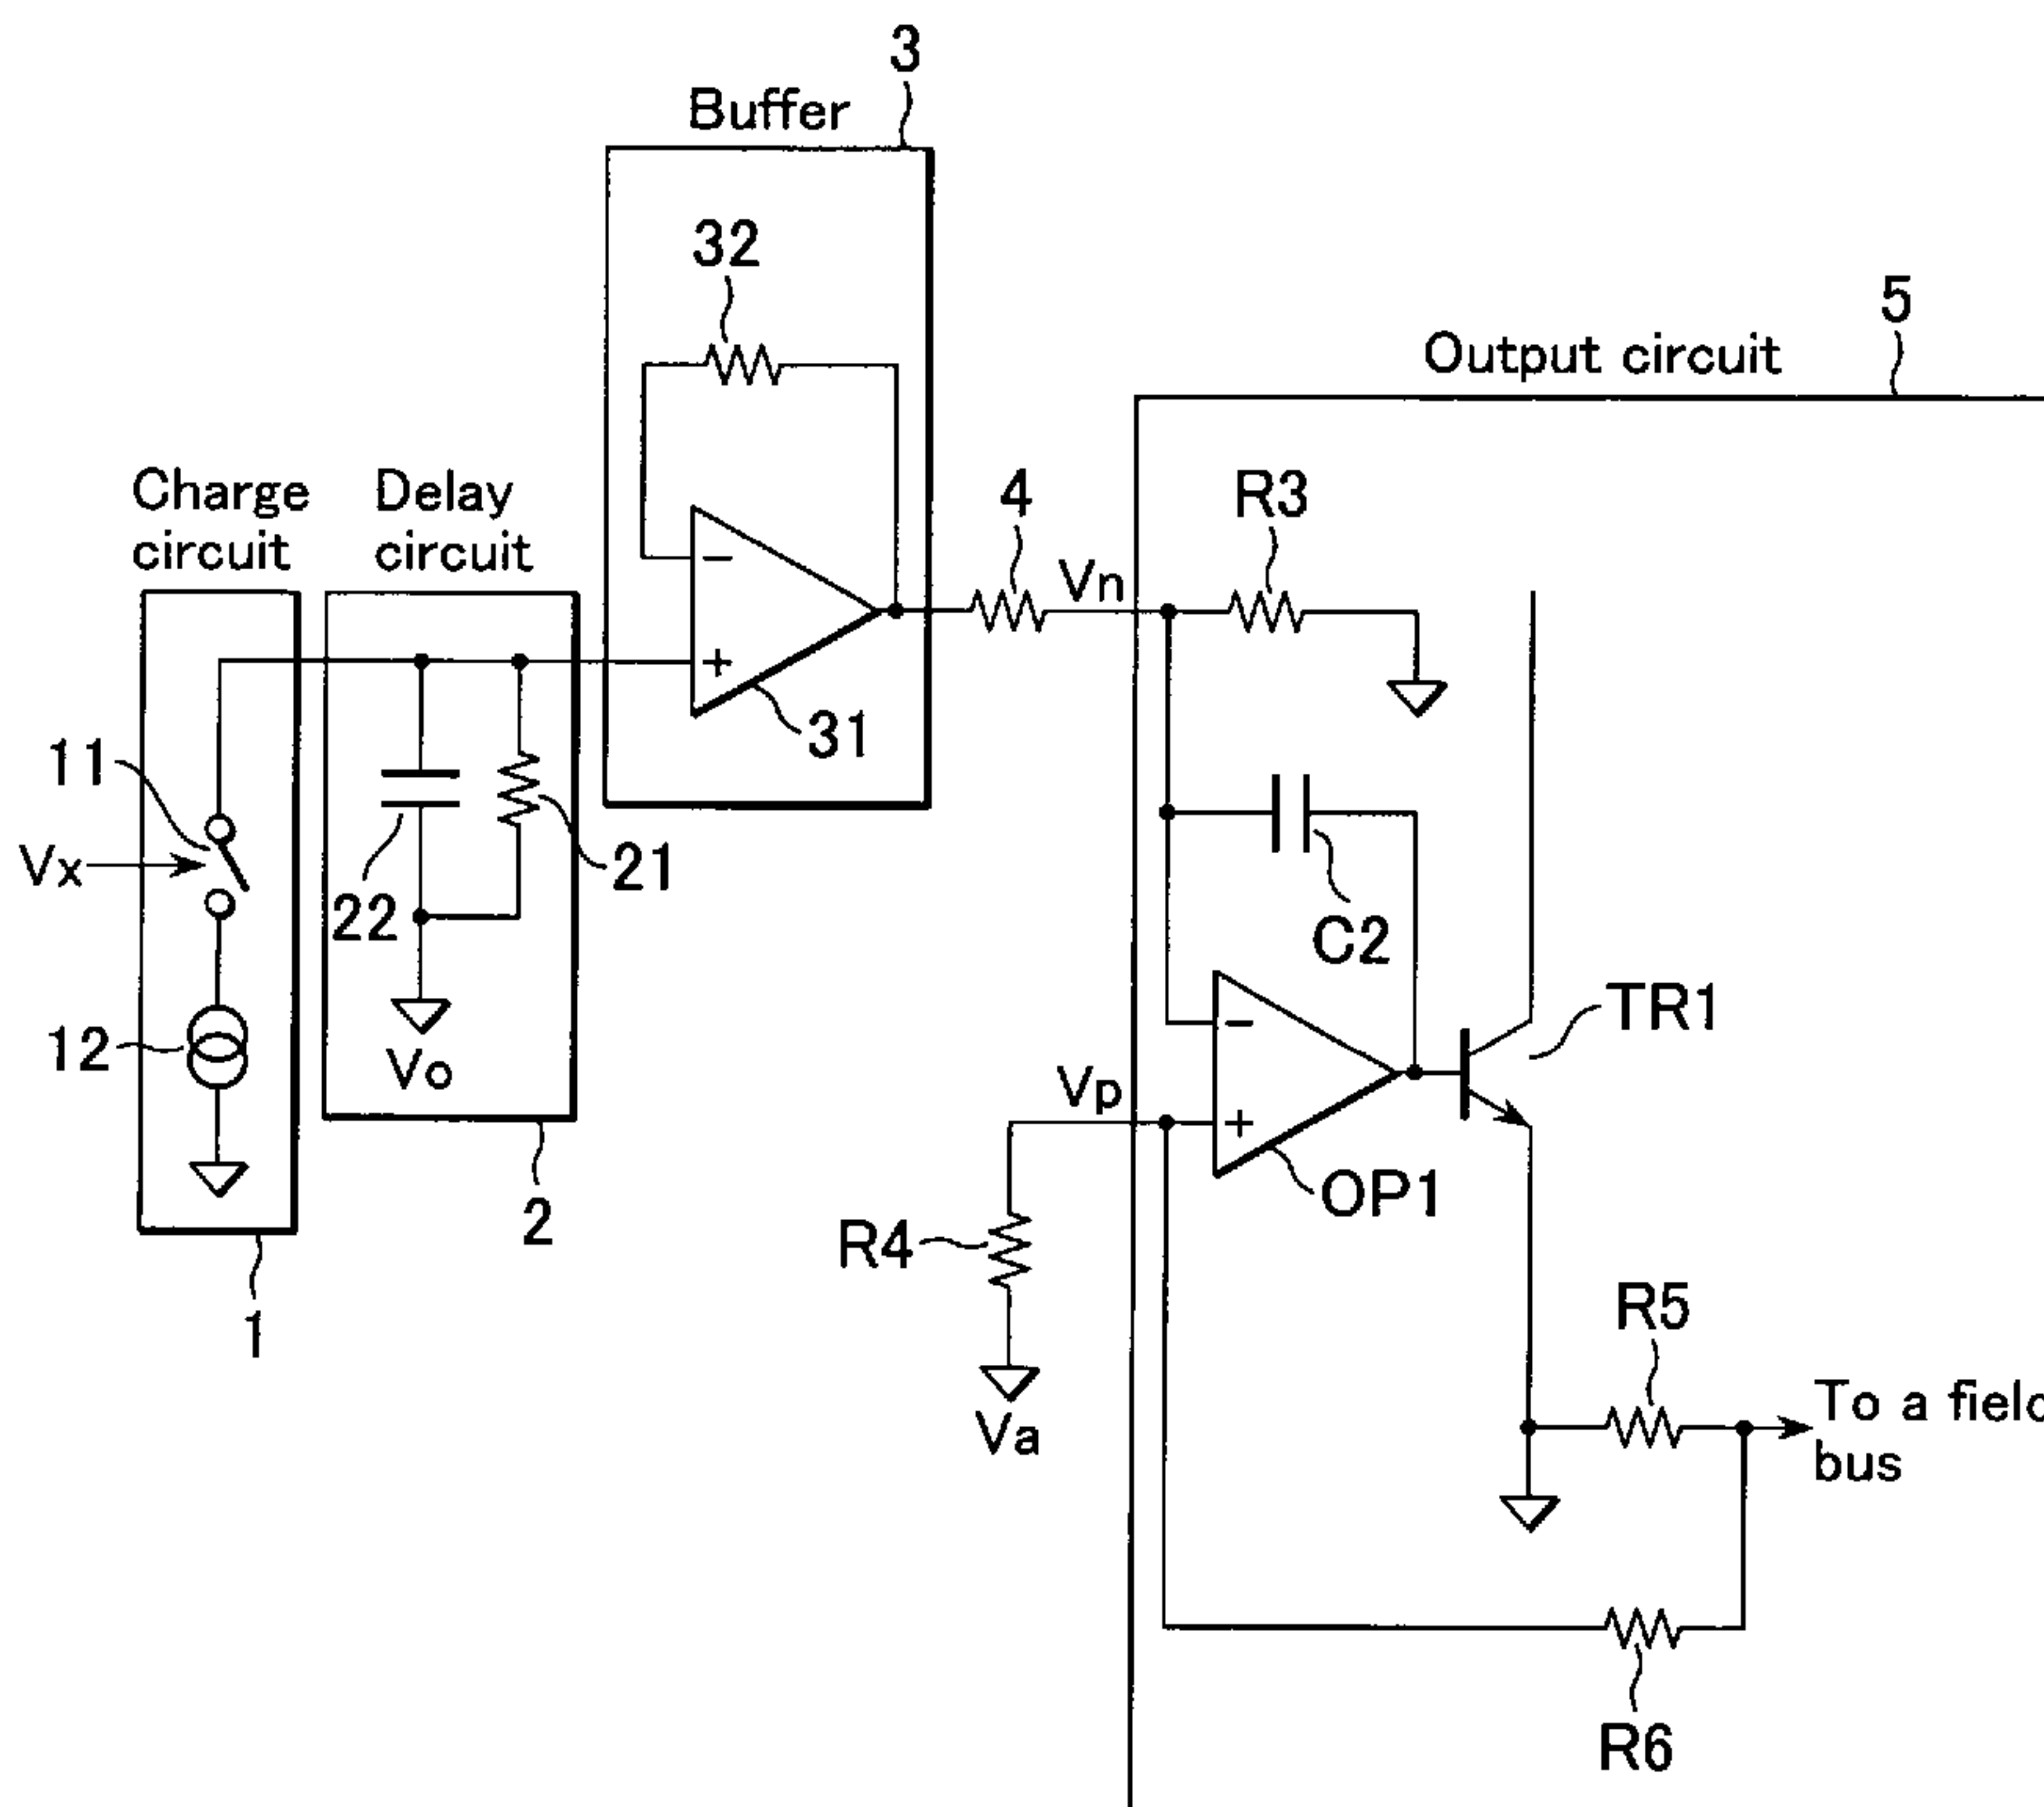 3
Buffer
32
5
Output circuit
Charge
circuit
Delay
circuit
4
R3
Vn
−
+
31
11
Vx
21
22
C2
12
Vo
−
TR1
Vp
+
OP1
2
R4
1
R5
To a field
bus
Va
R6